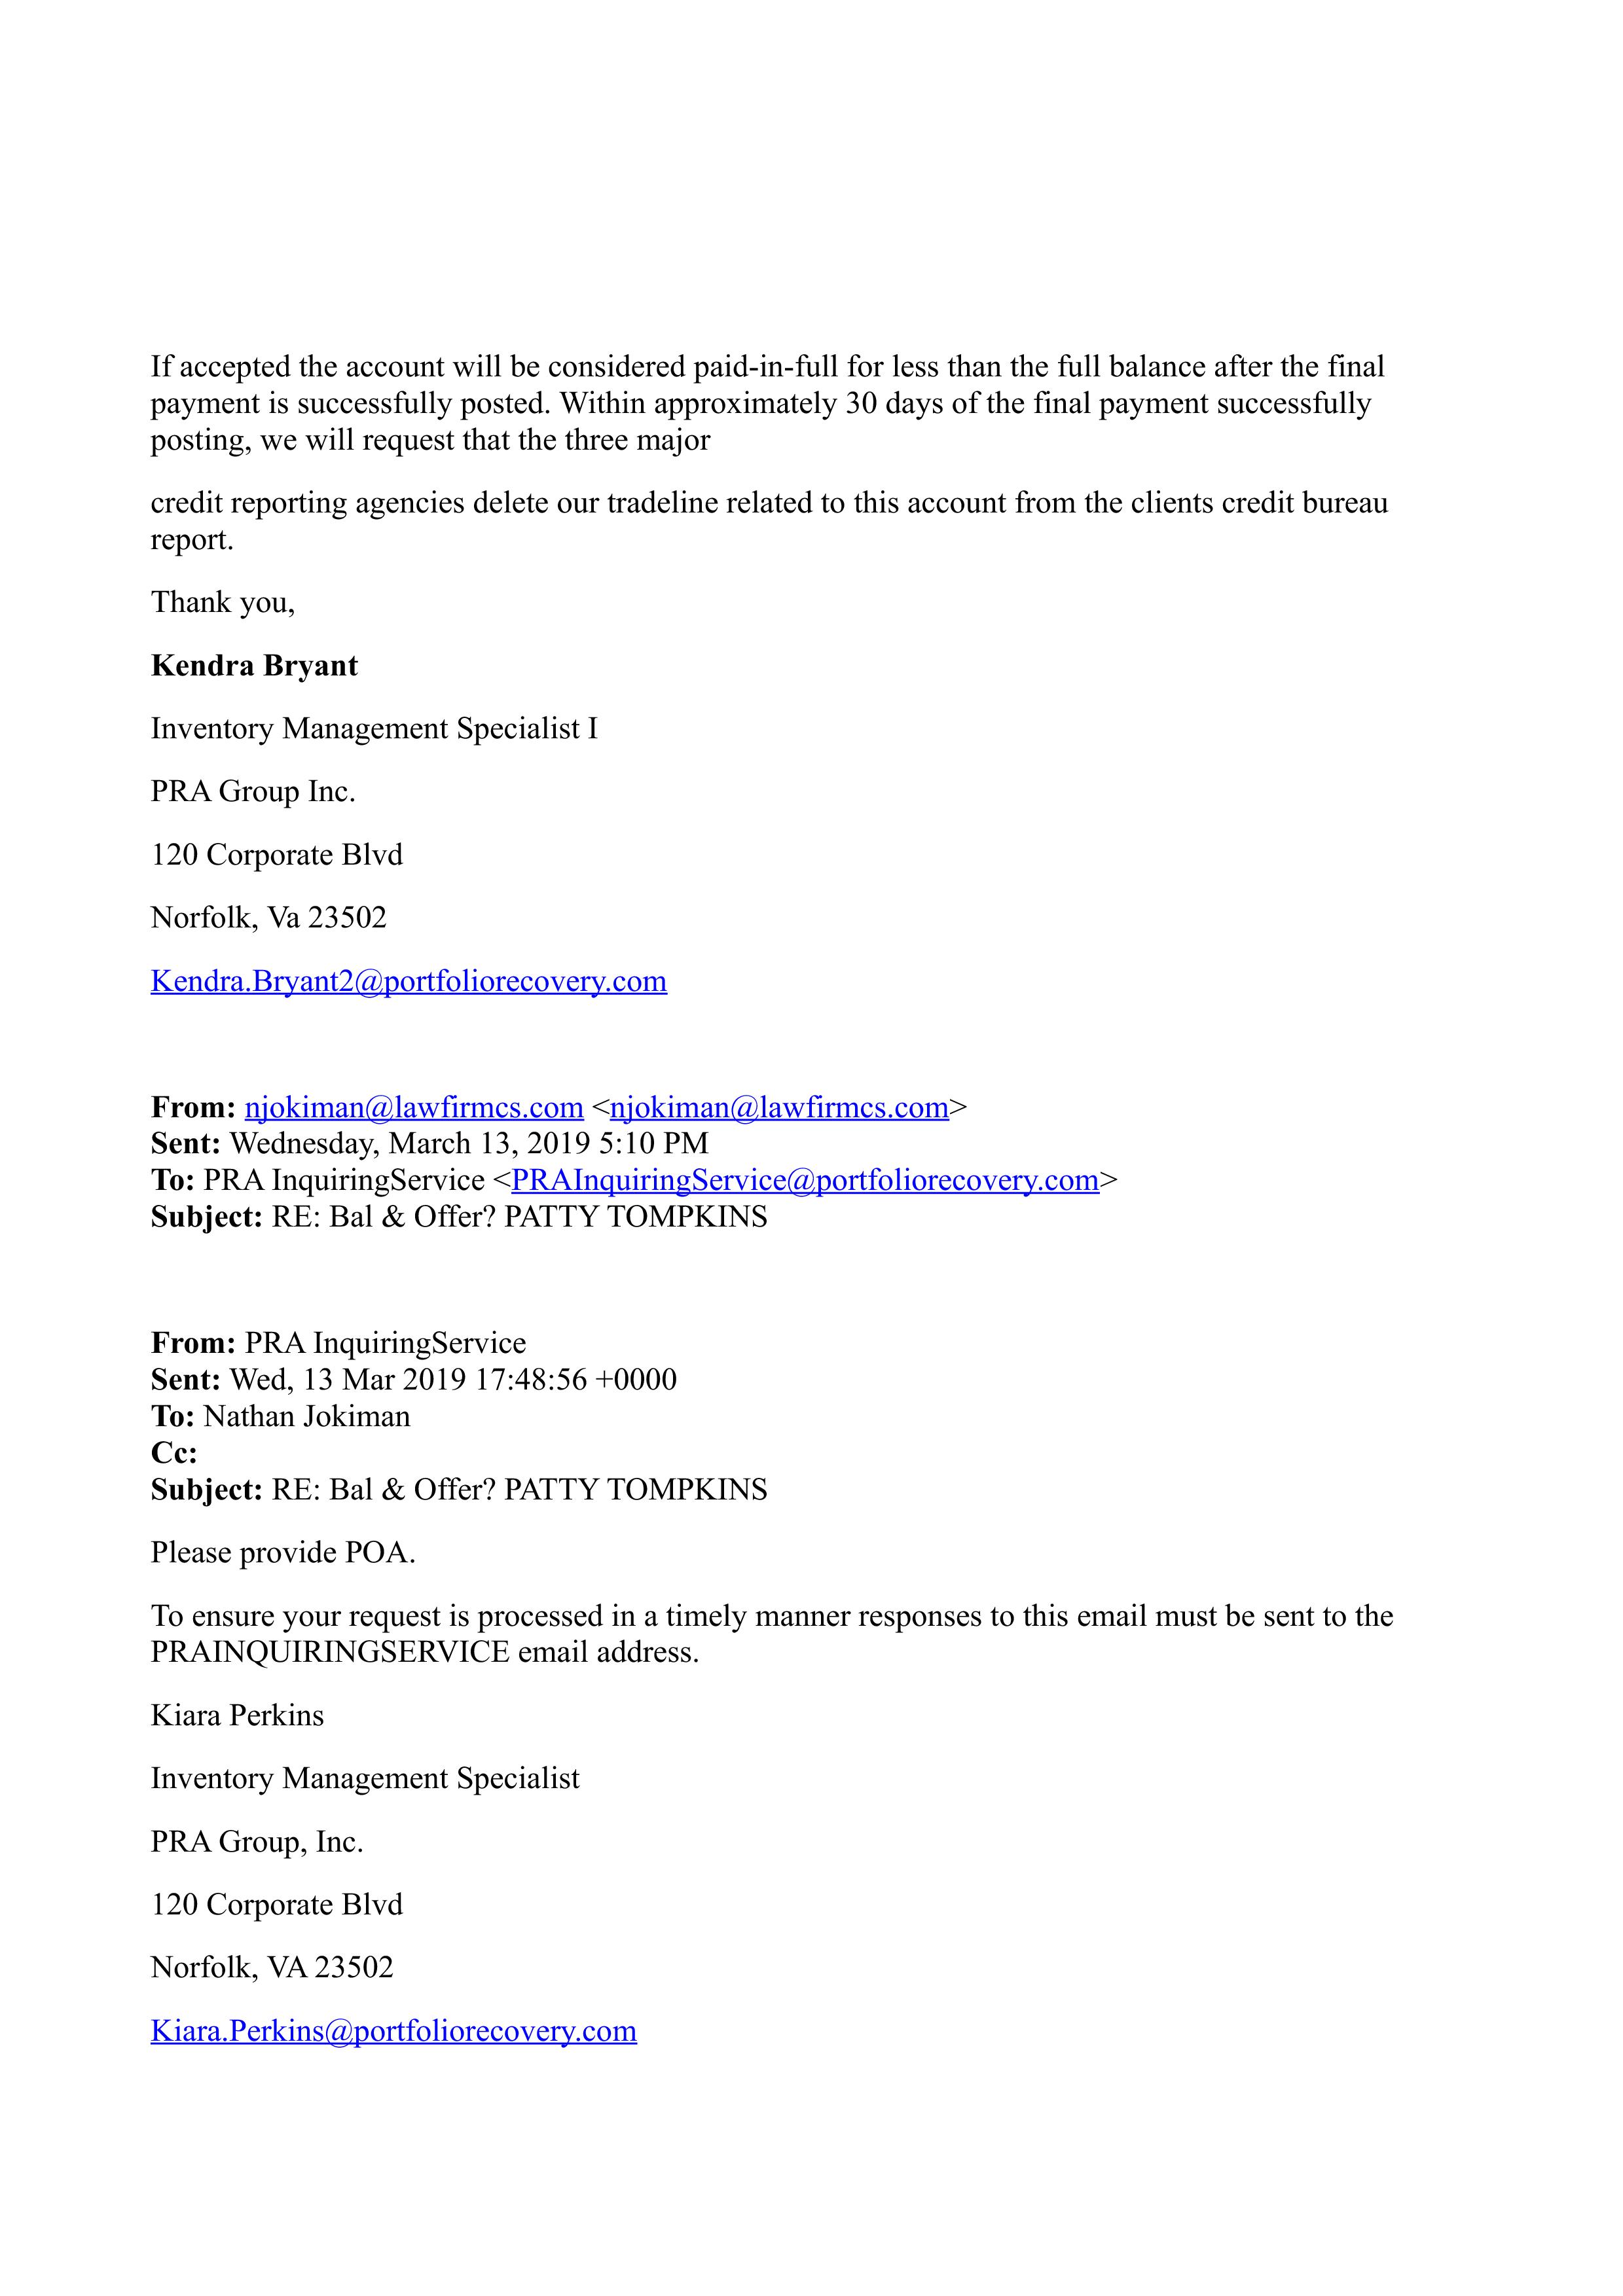 If accepted the account will be considered paid-in-full for less than the full balance after the final
payment is successfully posted. Within approximately 30 days of the final payment successfully
posting, we will request that the three major
credit reporting agencies delete our tradeline related to this account from the clients credit bureau
report.
Thank you,
Kendra Bryant
Inventory Management Specialist I
PRA Group Inc.
120 Corporate Blvd
Norfolk, Va 23502
Kendra.Bryant2@portfoliorecovery.com
From: njokiman@lawfirmcs.com <njokiman@lawfirmcs.com>
Sent: Wednesday, March 13, 2019 5:10 PM
To: PRA InquiringService <PRAInquiringService@portfoliorecovery.com>
Subject: RE: Bal & Offer? PATTY TOMPKINS
From: PRA InquiringService
Sent: Wed, 13 Mar 2019 17:48:56 +0000
To: Nathan Jokiman
Cc:
Subject: RE: Bal & Offer? PATTY TOMPKINS
Please provide POA.
To ensure your request is processed in a timely manner responses to this email must be sent to the
PRAINQUIRINGSERVICE email address.
Kiara Perkins
Inventory Management Specialist
PRA Group, Inc.
120 Corporate Blvd
Norfolk, VA 23502
Kiara.Perkins@portfoliorecovery.com